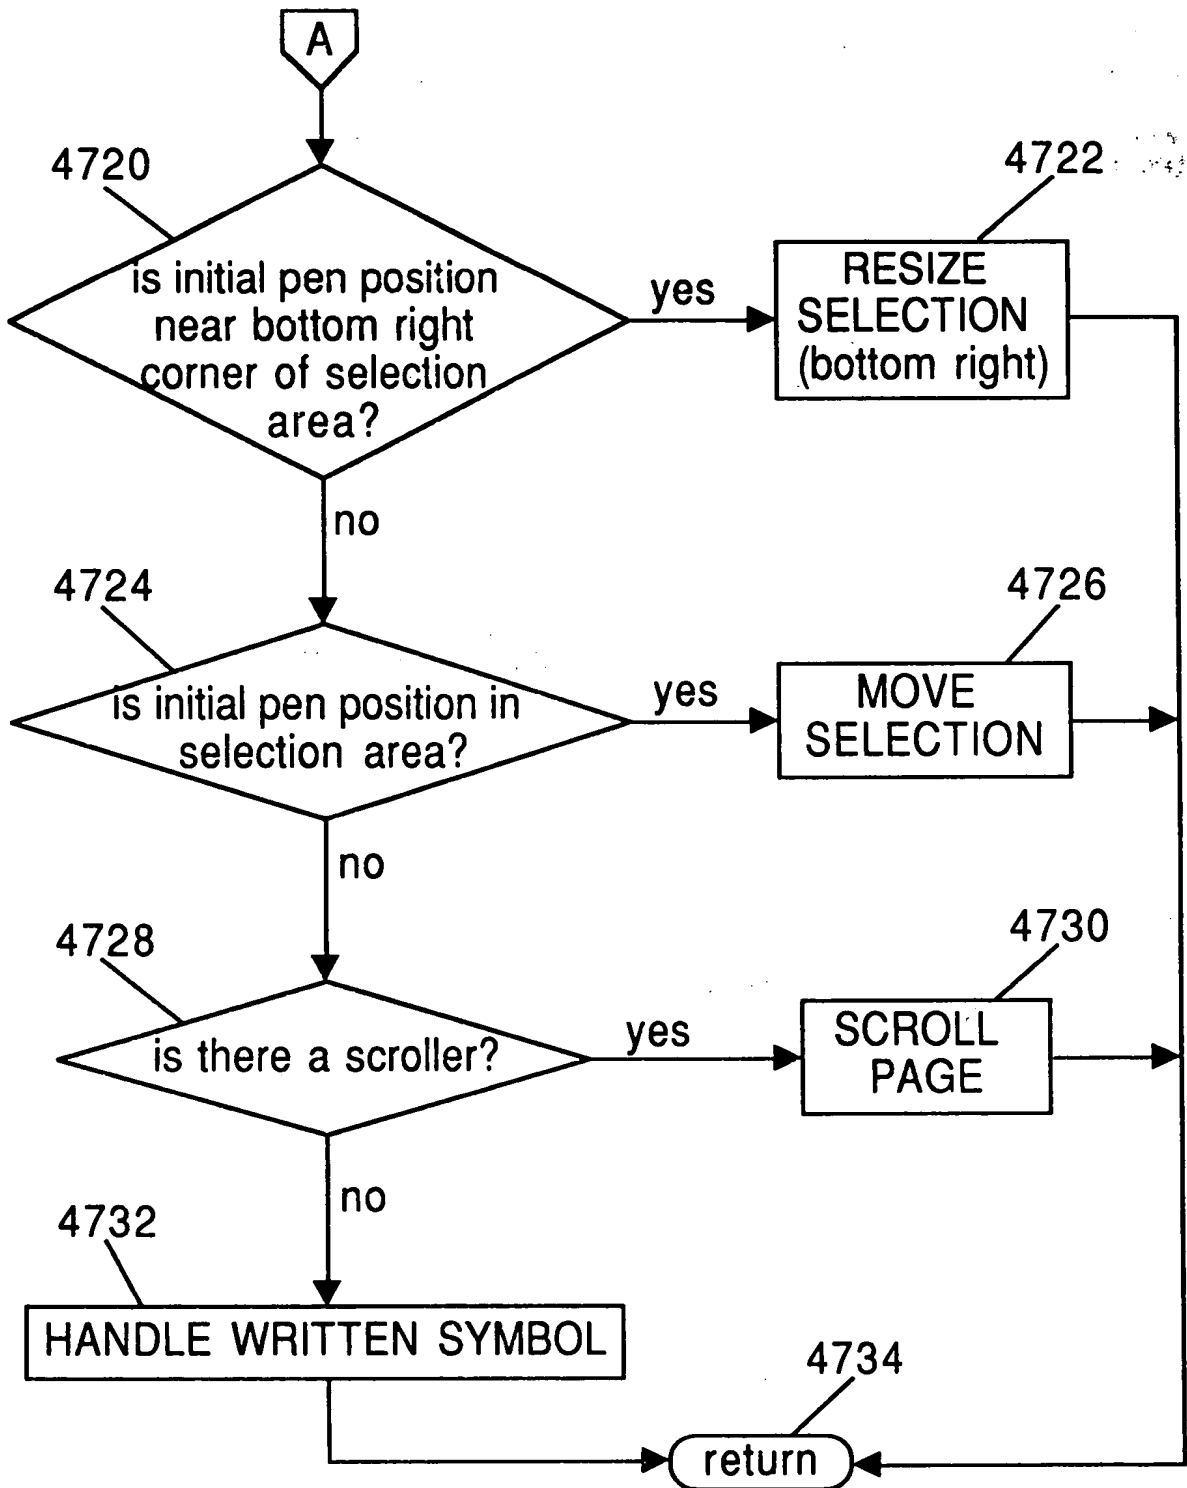 A
4720
is initial pen position
near bottom right
corner of selection
area?
yes
4722
RESIZE
SELECTION
(bottom right)
no
4724
is initial pen position in
selection area?
yes
4726
MOVE
SELECTION
no
4728
is there a scroller?
yes
4730
SCROLL
PAGE
no
4732
HANDLE WRITTEN SYMBOL
4734
return